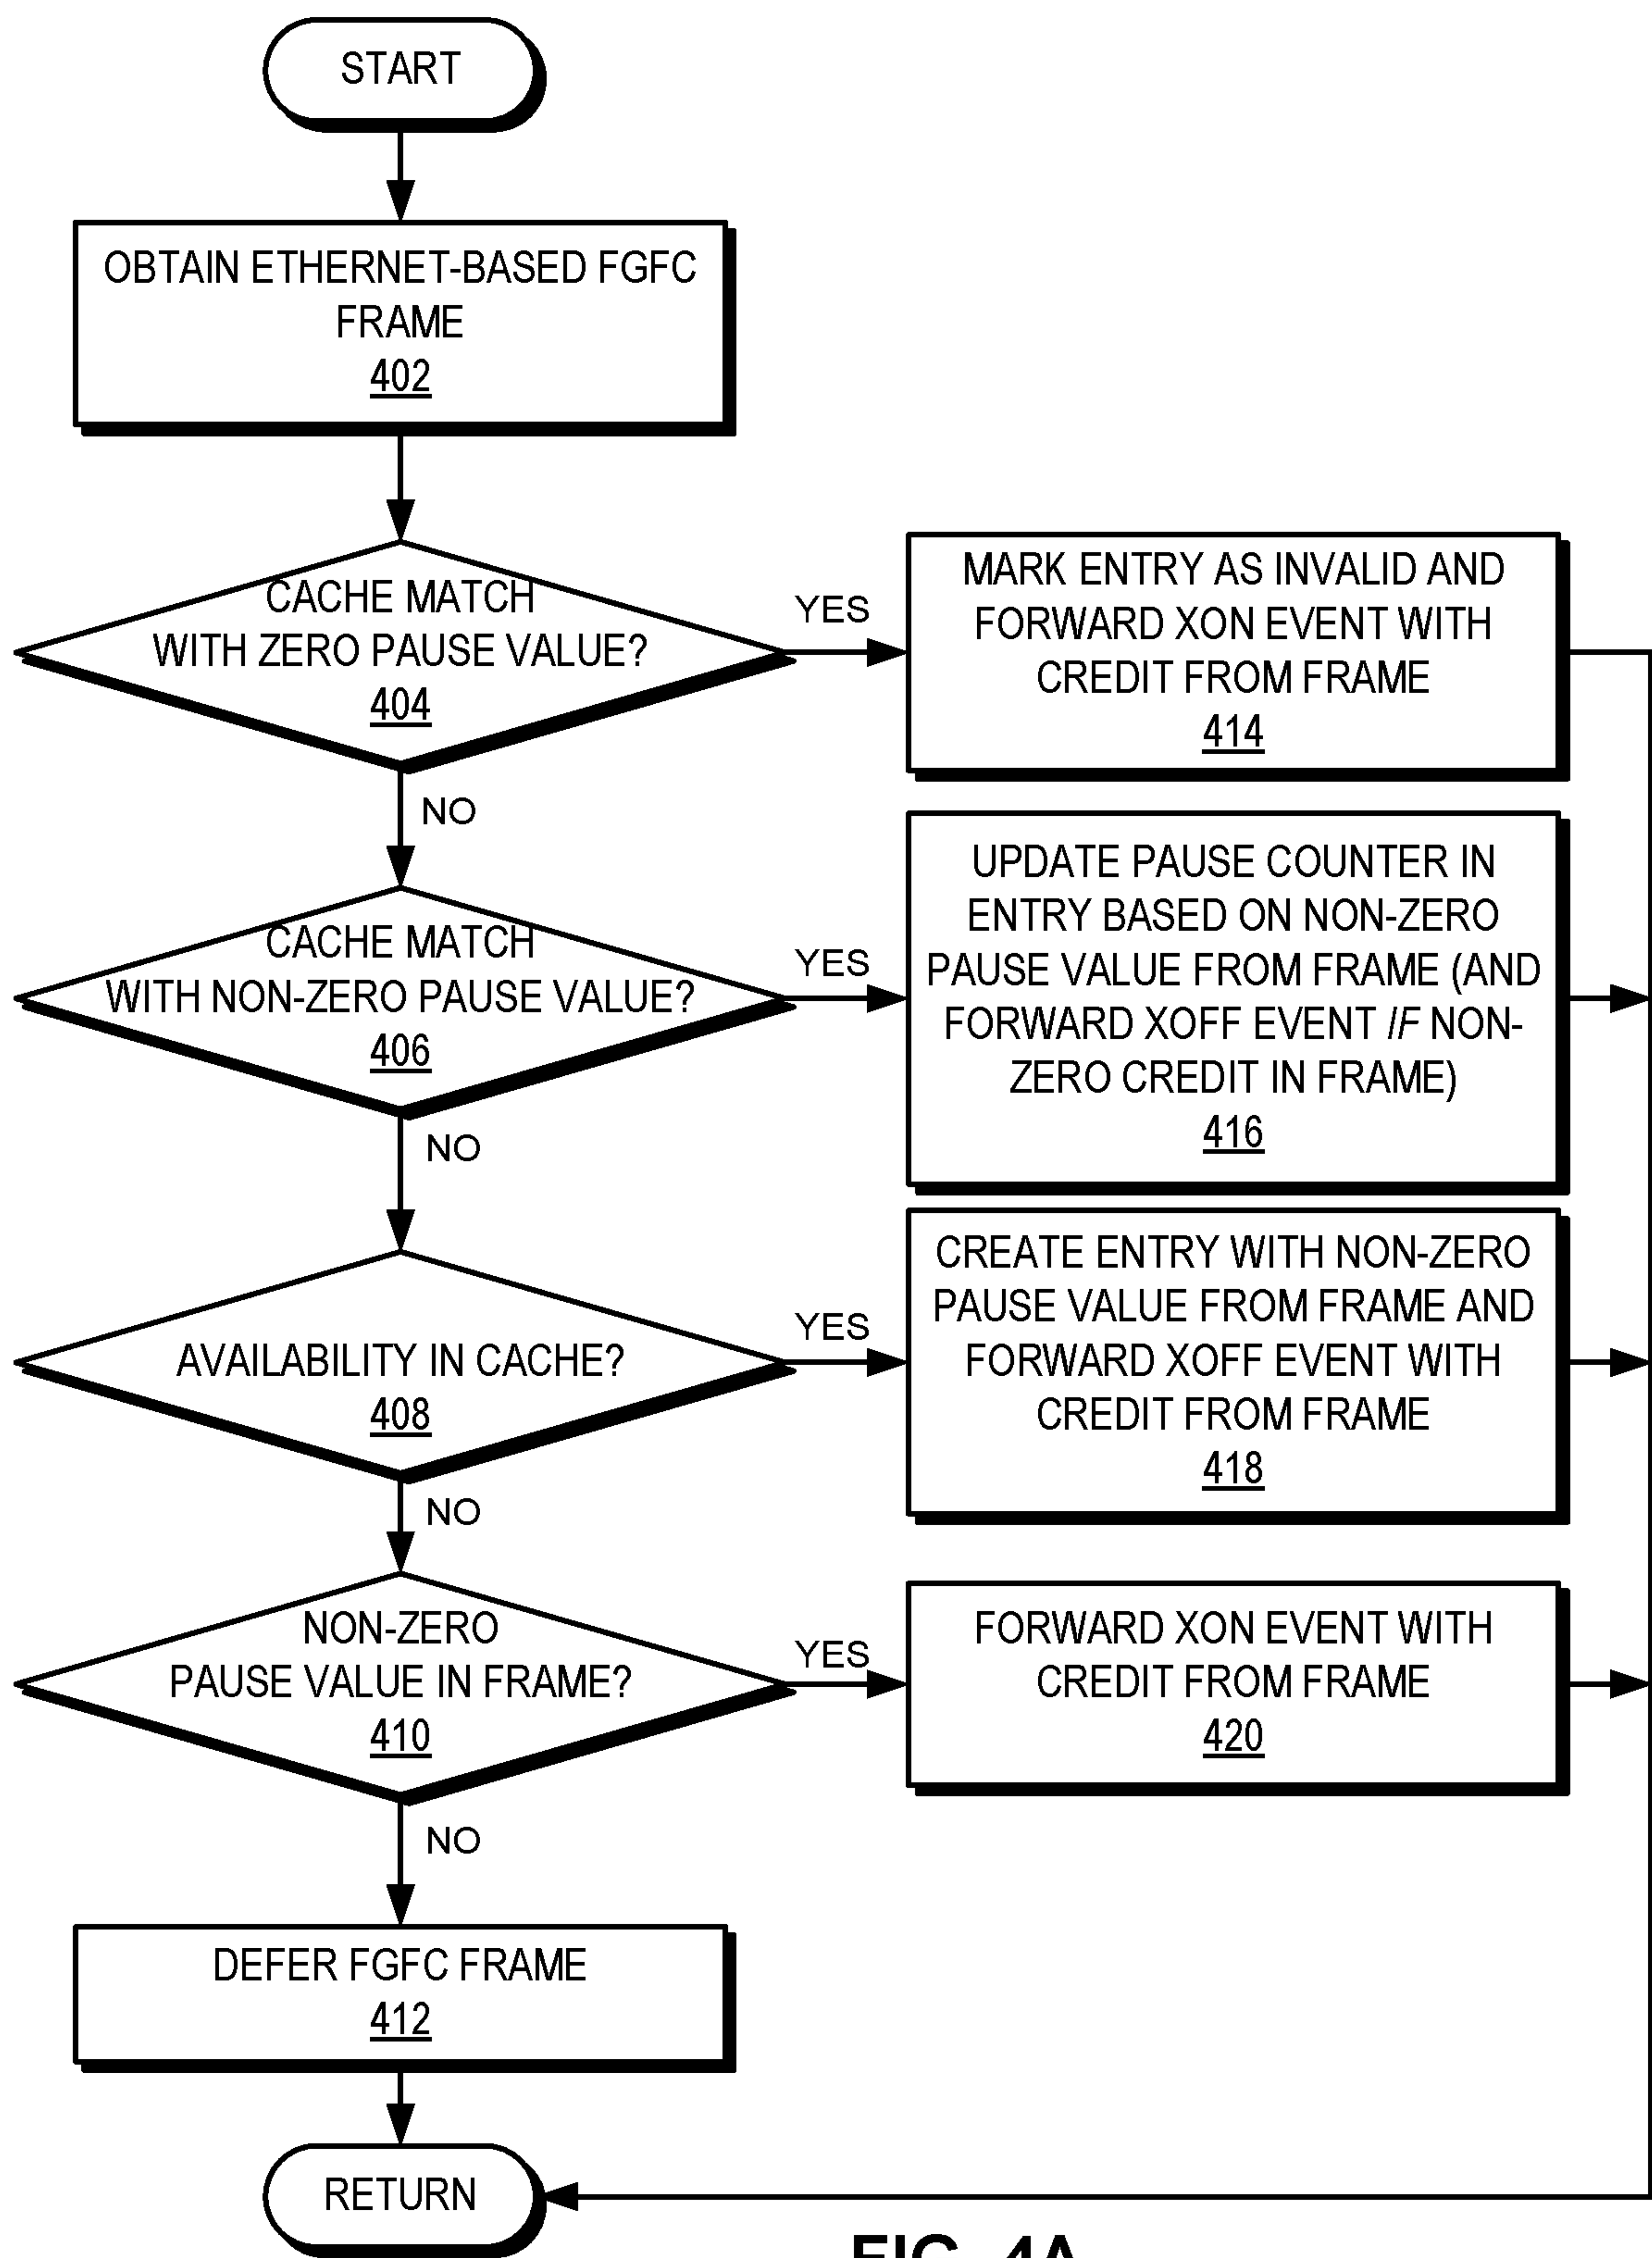 START
OBTAIN ETHERNET-BASED FGFC
FRAME
402
CACHE MATCH
WITH ZERO PAUSE VALUE?
404
YES
MARK ENTRY AS INVALID AND
FORWARD XON EVENT WITH
CREDIT FROM FRAME
414
NO
CACHE MATCH
WITH NON-ZERO PAUSE VALUE?
406
YES
UPDATE PAUSE COUNTER IN
ENTRY BASED ON NON-ZERO
PAUSE VALUE FROM FRAME (AND
FORWARD XOFF EVENT IF NON-
ZERO CREDIT IN FRAME)
416
NO
AVAILABILITY IN CACHE?
408
YES
CREATE ENTRY WITH NON-ZERO
PAUSE VALUE FROM FRAME AND
FORWARD XOFF EVENT WITH
CREDIT FROM FRAME
418
NO
NON-ZERO
PAUSE VALUE IN FRAME?
410
YES
FORWARD XON EVENT WITH
CREDIT FROM FRAME
420
NO
DEFER FGFC FRAME
412
RETURN
FIG. 4A